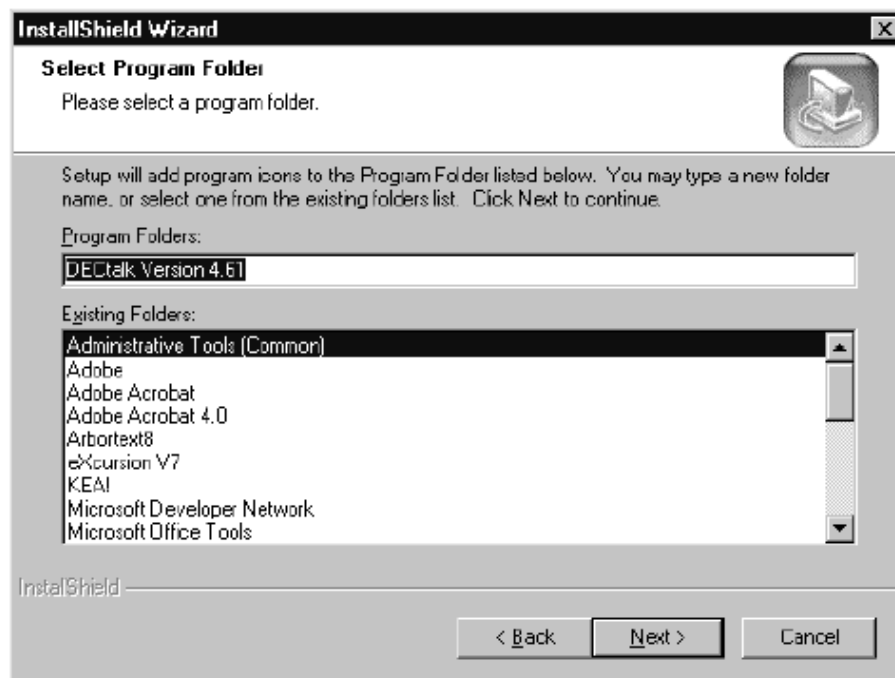 InstallShield Wizard
Select Program Folder
Please select a program folder.
Setup will add program icons to the Program Folder listed below. You may type a new folder
name, or select one from the existing folders list. Click Next to continue.
Program Folders:
DECtalk Version 4.61
Existing Folders:
Administrative Tools (Common)
Adobe
Adobe Acrobat
Adobe Acrobat 4.0
Arbortext8
eXcursion V7
KEA!
Microsoft Developer Network
Microsoft Office Tools
InstallShield
< Back
Next >
Cancel